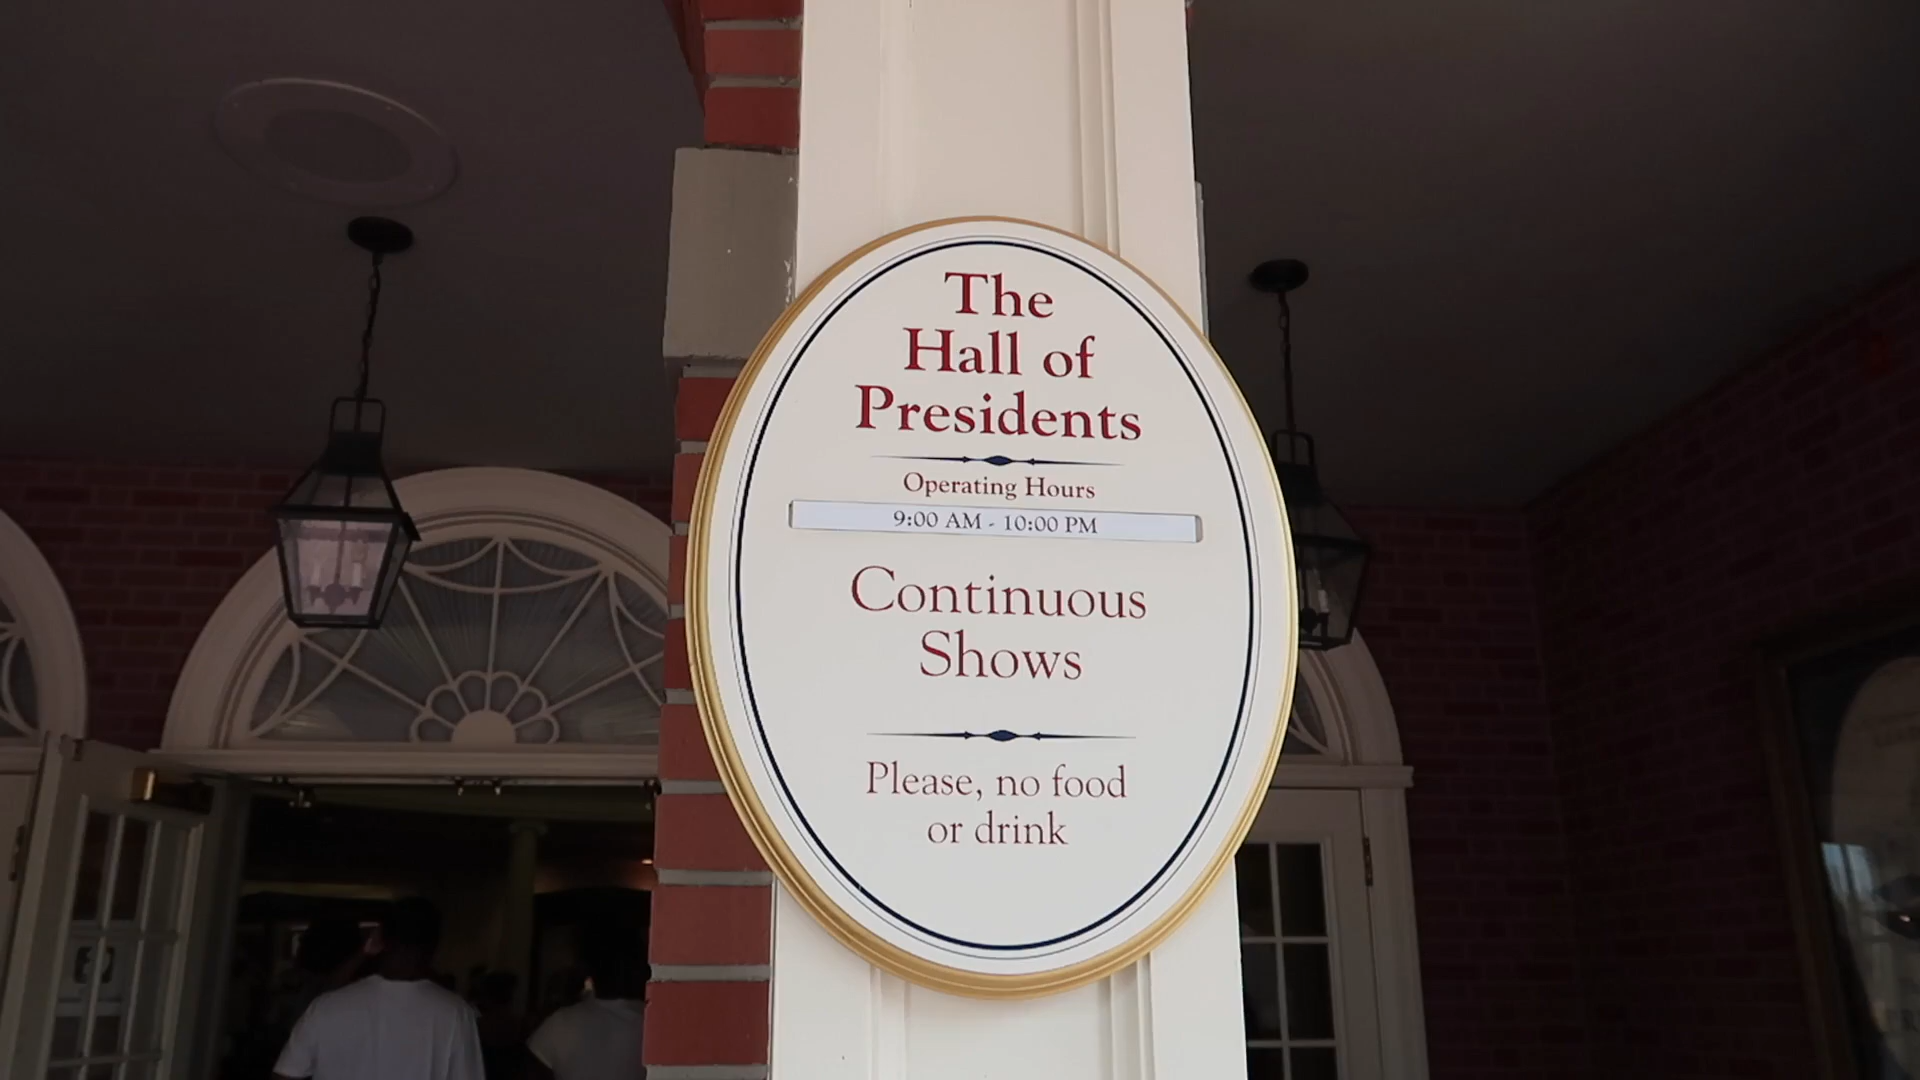 The
Hall of
Presidents
Operating Hours
9:00 AM - 10:00 PM
Continuous
Shows
Please, no food
or drink